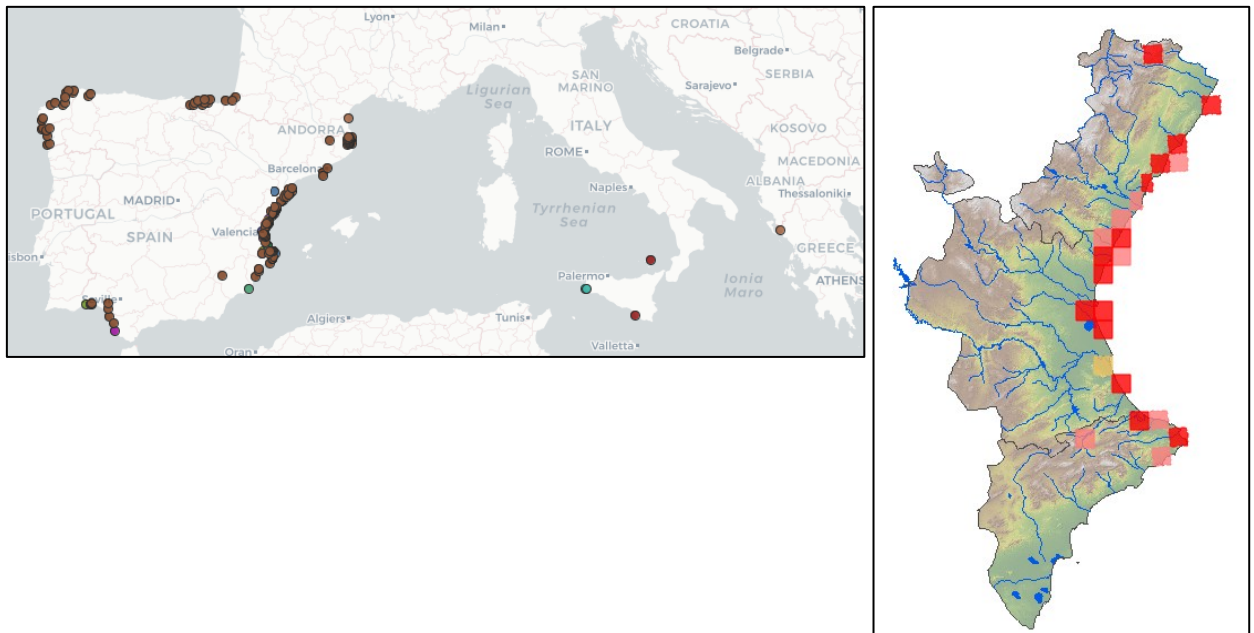 Lyon
Milan
CROATIA
Belgrade
SAN
MARINO
SERBIA
Ligurian
Sea
Sarajevo
ANDORRA
ITALY
KOSOVO
Barcelona
ROME
MACEDONIA
ALBANIA
Thessaloniki
MADRID
Naples
PORTUGAL
Tyrrhenian
Sea
SPAIN
Valencia
GREECE
isbon
Palermo
Ionia
Maro
ATHENS
Seville
Algiers
Tunis
Valletta
Oran